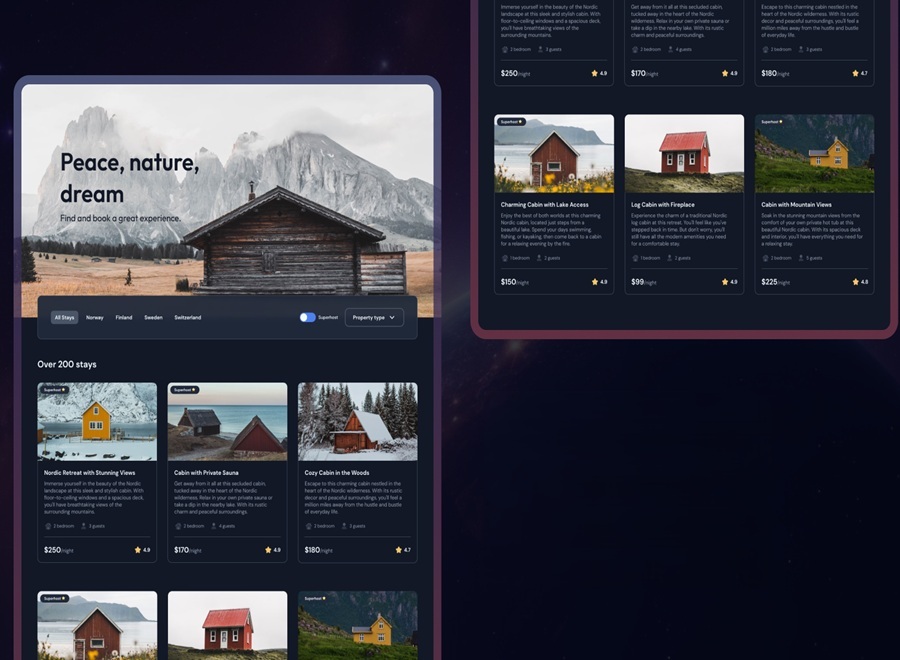 Peace, nature,
dream
Find and book a great experience.
All Stays Norway Finland Sweden Switzerland Superhost Property type
Over 200 stays
Superhost
Superhost
Nordic Retreat with Stunning Views
Immerse yourself in the beauty of the Nordic
landscape at this sleek and stylish cabin. With
floor-to-ceiling windows and a spacious deck,
you'll have breathtaking views of the
surrounding mountains.
2 bedroom 3 guests
$250/night 4.9
Cabin with Private Sauna
Get away from it all at this secluded cabin,
tucked away in the heart of the Nordic
wilderness. Relax in your own private sauna or
take a dip in the nearby lake. With its rustic
charm and peaceful surroundings.
2 bedroom 4 guests
$170/night 4.9
Cozy Cabin in the Woods
Escape to this charming cabin nestled in the
heart of the Nordic wilderness. With its rustic
decor and peaceful surroundings, you'll feel a
million miles away from the hustle and bustle
of everyday life.
2 bedroom 3 guests
$180/night 4.7
Superhost
Superhost
Immerse yourself in the beauty of the Nordic
landscape at this sleek and stylish cabin. With
floor-to-ceiling windows and a spacious deck,
you'll have breathtaking views of the
surrounding mountains.
2 bedroom 3 guests
$250/night 4.9
Get away from it all at this secluded cabin,
tucked away in the heart of the Nordic
wilderness. Relax in your own private sauna or
take a dip in the nearby lake. With its rustic
charm and peaceful surroundings.
2 bedroom 4 guests
$170/night 4.9
Escape to this charming cabin nestled in the
heart of the Nordic wilderness. With its rustic
decor and peaceful surroundings, you'll feel a
million miles away from the hustle and bustle
of everyday life.
2 bedroom 3 guests
$180/night 4.7
Superhost
Superhost
Charming Cabin with Lake Access
Enjoy the best of both worlds at this charming
Nordic cabin, located just steps from a
beautiful lake. Spend your days swimming,
fishing, or kayaking, then come back to a cabin
for a relaxing evening by the fire.
1 bedroom 2 guests
$150/night 4.9
Log Cabin with Fireplace
Experience the charm of a traditional Nordic
log cabin at this retreat. You'll feel like you've
stepped back in time. But don't worry, you'll
still have all the modern amenities you need
for a comfortable stay.
1 bedroom 2 guests
$99/night 4.9
Cabin with Mountain Views
Soak in the stunning mountain views from the
comfort of your own private hot tub at this
beautiful Nordic cabin. With its spacious deck
and interior, you'll have everything you need for
a relaxing stay.
2 bedroom 5 guests
$225/night 4.8